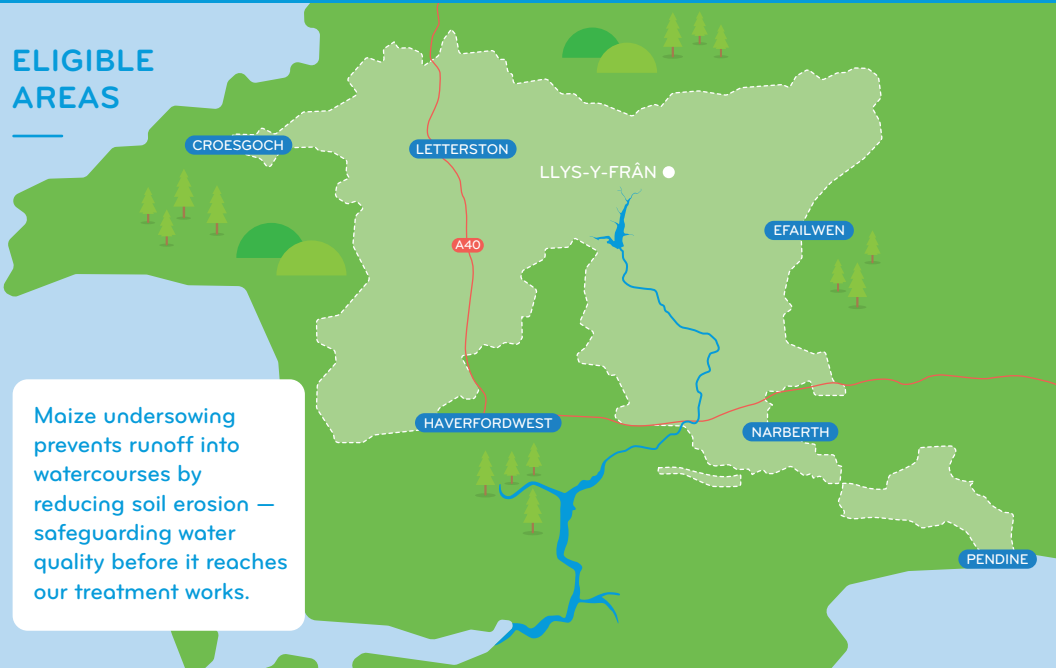 ELIGIBLE
AREAS
CROESGOCH
LETTERSTON
LLYS-Y-FRÂN
EFAILWEN
A40
HAVERFORDWEST
NARBERTH
PENDINE
Maize undersowing
prevents runoff into
watercourses by
reducing soil erosion —
safeguarding water
quality before it reaches
our treatment works.